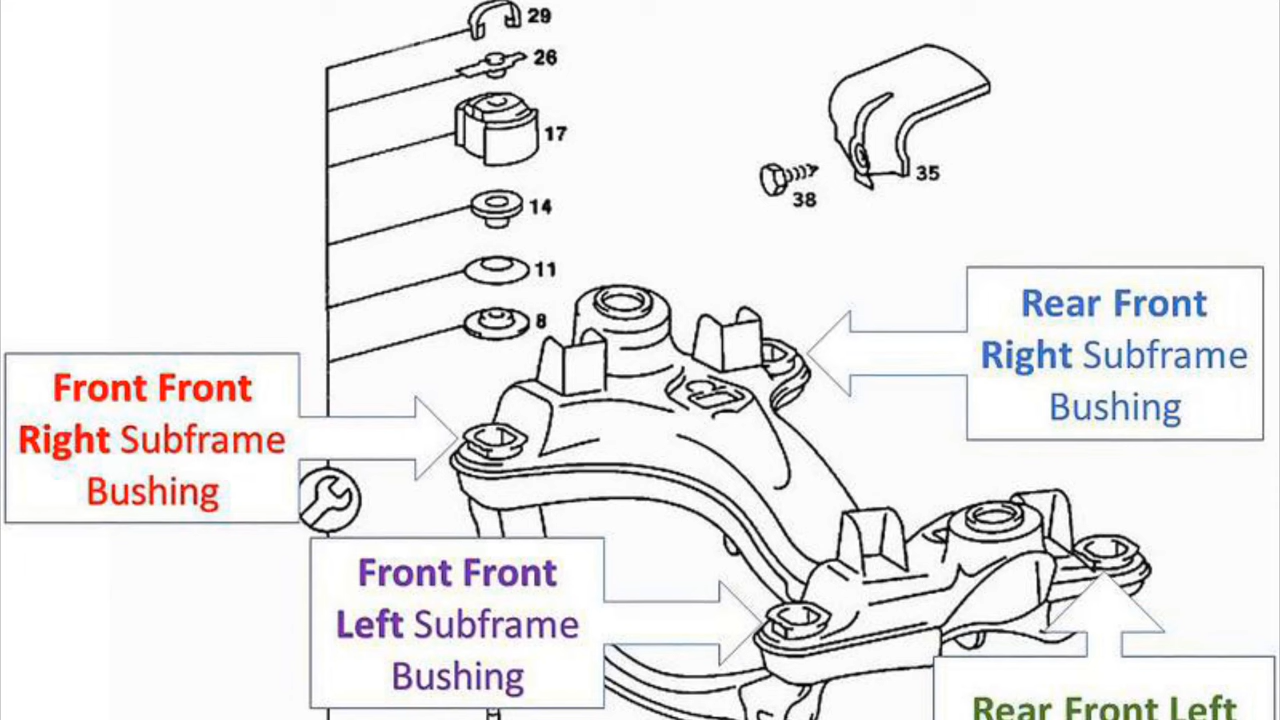 29
26
17
14
11
8
38
35
Rear Front
Right Subframe
Bushing
Front Front
Right Subframe
Bushing
Front Front
Left Subframe
Bushing
Rear Front Left